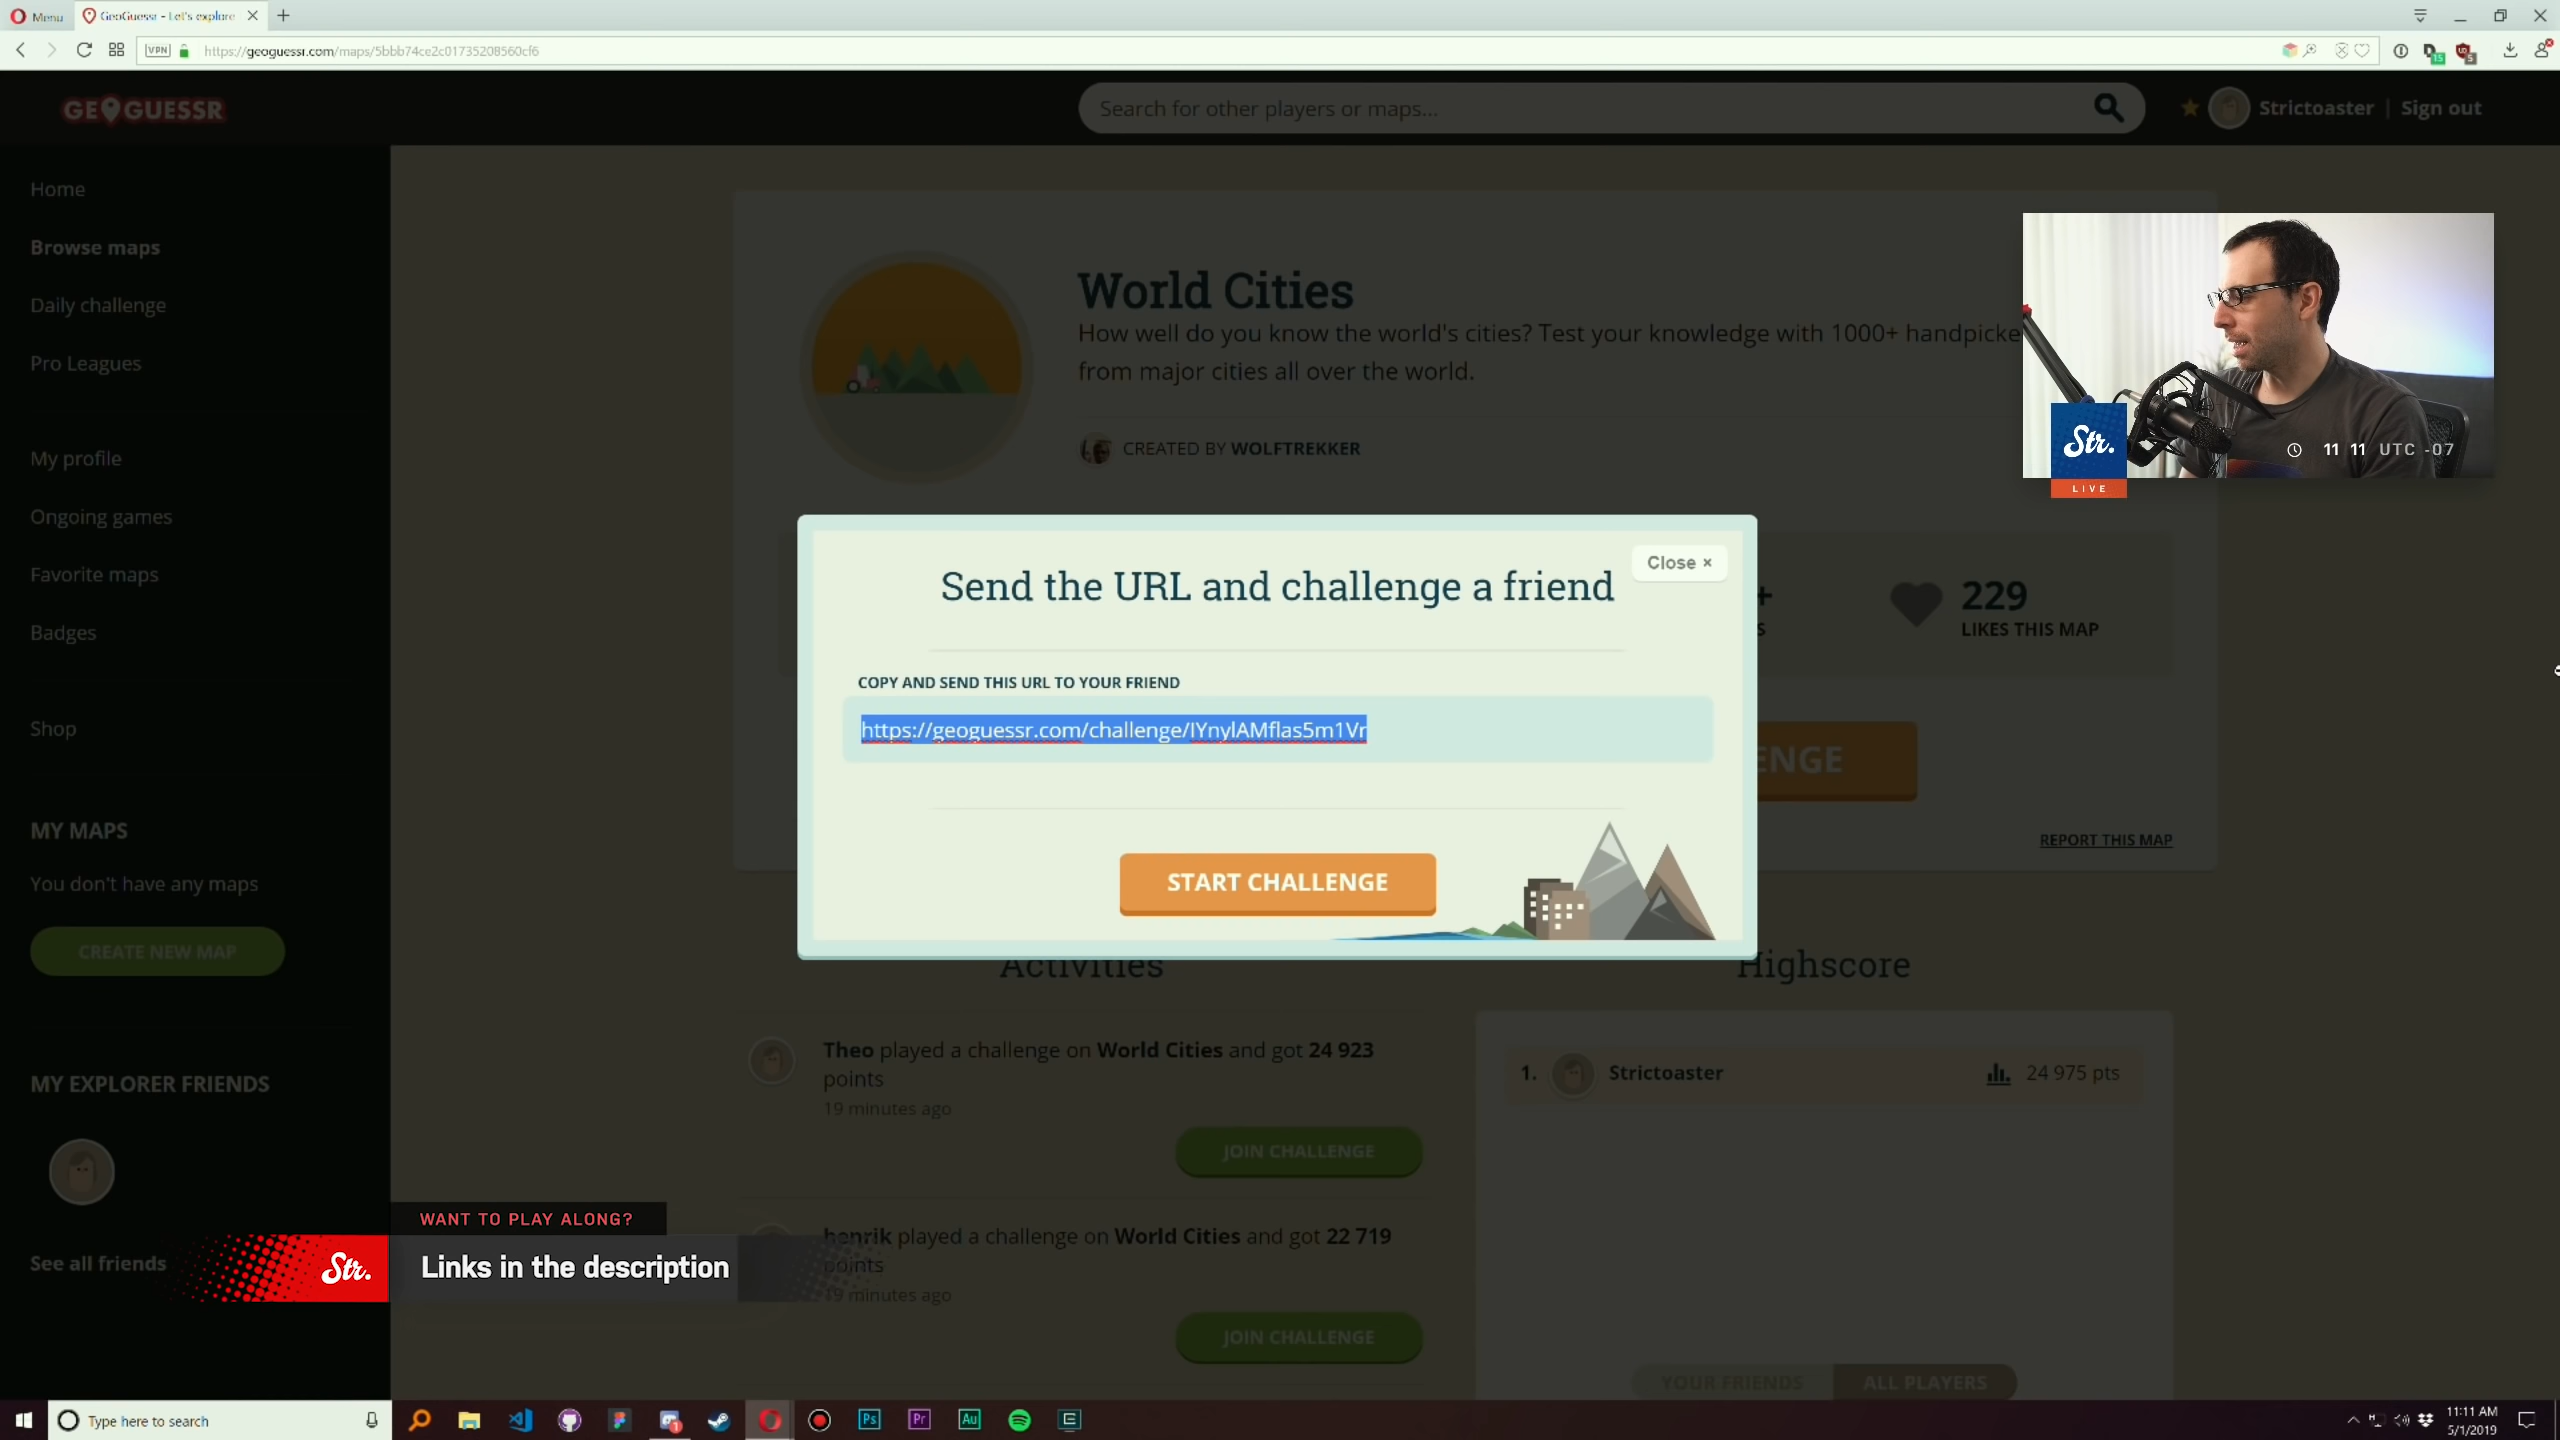 Menu
GeoGuessr - Let's explore
VPN
https://geoguessr.com/maps/5bbb74ce2c01735208560cf6
15
5
GEOGUESSR
Search for other players or maps...
Strictoaster | Sign out
Home
Browse maps
Daily challenge
Pro Leagues
My profile
Ongoing games
Favorite maps
Badges
Shop
MY MAPS
You don't have any maps
CREATE NEW MAP
MY EXPLORER FRIENDS
See all friends
World Cities
How well do you know the world's cities? Test your knowledge with 1000+ handpicke
from major cities all over the world.
CREATED BY WOLFTREKKER
Str.
LIVE
11 11 UTC -07
Send the URL and challenge a friend
Close ×
COPY AND SEND THIS URL TO YOUR FRIEND
https://geoguessr.com/challenge/IYnylAMflas5m1Vr
START CHALLENGE
+
S
229
LIKES THIS MAP
ENGE
REPORT THIS MAP
Activities
Theo played a challenge on World Cities and got 24 923
points
19 minutes ago
JOIN CHALLENGE
henrik played a challenge on World Cities and got 22 719
points
19 minutes ago
JOIN CHALLENGE
Highscore
1. Strictoaster 24 975 pts
YOUR FRIENDS
ALL PLAYERS
WANT TO PLAY ALONG?
Str.
Links in the description
Type here to search
1
Ps
Pr
Au
11:11 AM
5/1/2019